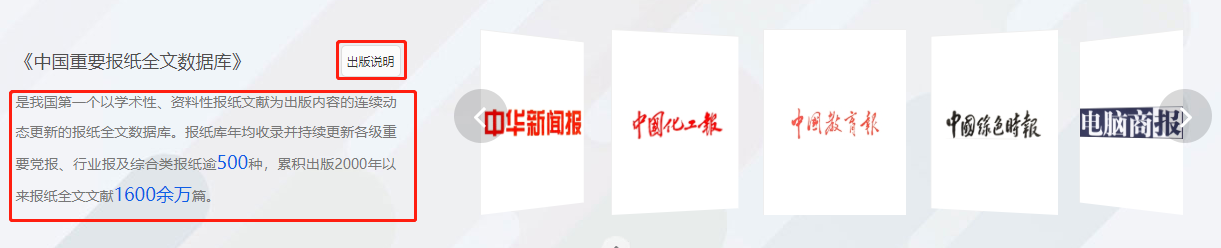 《中国重要报纸全文数据库》
出版说明
是我国第一个以学术性、资料性报纸文献为出版内容的连续动
态更新的报纸全文数据库。报纸库年均收录并持续更新各级重
要党报、行业报及综合类报纸逾500种，累积出版2000年以
来报纸全文文献1600余万篇。
中华新闻报
中国化工报
中国教育报
中國綠色時報
电脑商报